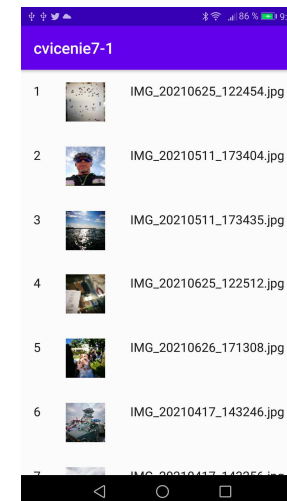 86 % 9:
cvicenie7-1
1 IMG_20210625_122454.jpg
2 IMG_20210511_173404.jpg
3 IMG_20210511_173435.jpg
4 IMG_20210625_122512.jpg
5 IMG_20210626_171308.jpg
6 IMG_20210417_143246.jpg